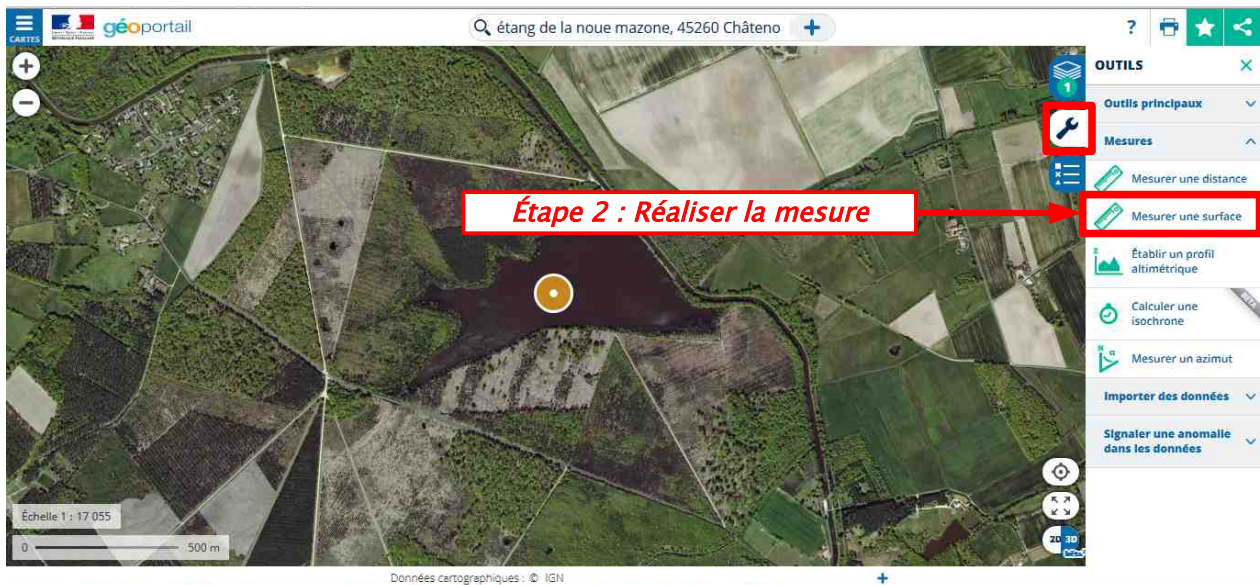 CARTES
géoportail
étang de la noue mazone, 45260 Châteno
?
OUTILS
1
Outils principaux
Mesures
Mesurer une distance
Étape 2 : Réaliser la mesure
Mesurer une surface
Établir un profil
altimétrique
BETA
Calculer une
isochrone
Mesurer un azimut
Importer des données
Signaler une anomalie
dans les données
Échelle 1 : 17 055
0 500 m
2D 3D
Données cartographiques : © IGN